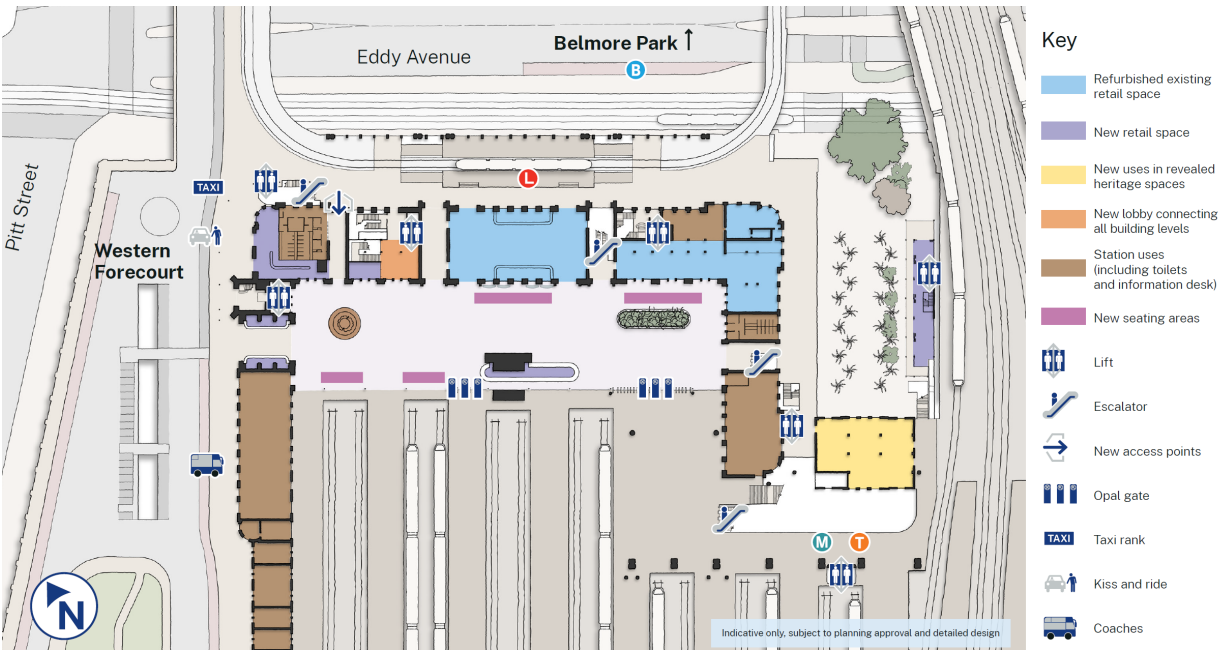 Belmore Park ↑
Eddy Avenue
B
Pitt Street
TAXI
L
Western
Forecourt
M
T
N
Indicative only, subject to planning approval and detailed design
Key
Refurbished existing
retail space
New retail space
New uses in revealed
heritage spaces
New lobby connecting
all building levels
Station uses
(including toilets
and information desk)
New seating areas
Lift
Escalator
New access points
Opal gate
TAXI
Taxi rank
Kiss and ride
Coaches